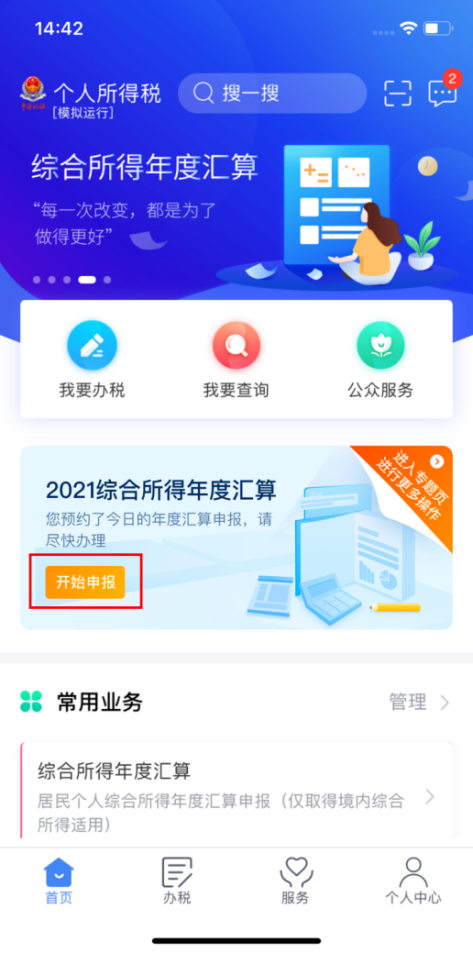 14:42
个人所得税
[模拟运行]
搜一搜
2
综合所得年度汇算
“每一次改变，都是为了
做得更好”
我要办税
我要查询
公众服务
进入专题页
进行更多操作
2021综合所得年度汇算
您预约了今日的年度汇算申报，请
尽快办理
开始申报
常用业务
管理
综合所得年度汇算
居民个人综合所得年度汇算申报（仅取得境内综合
所得适用）
首页
办税
服务
个人中心